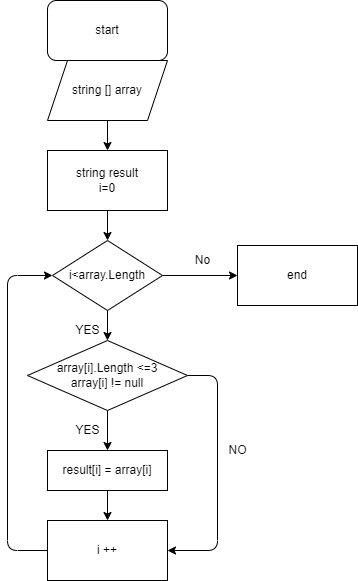 start
string [] array
string result
i=0
i<array.Length
No
end
YES
array[i].Length <=3
array[i] != null
YES
NO
result[i] = array[i]
i ++